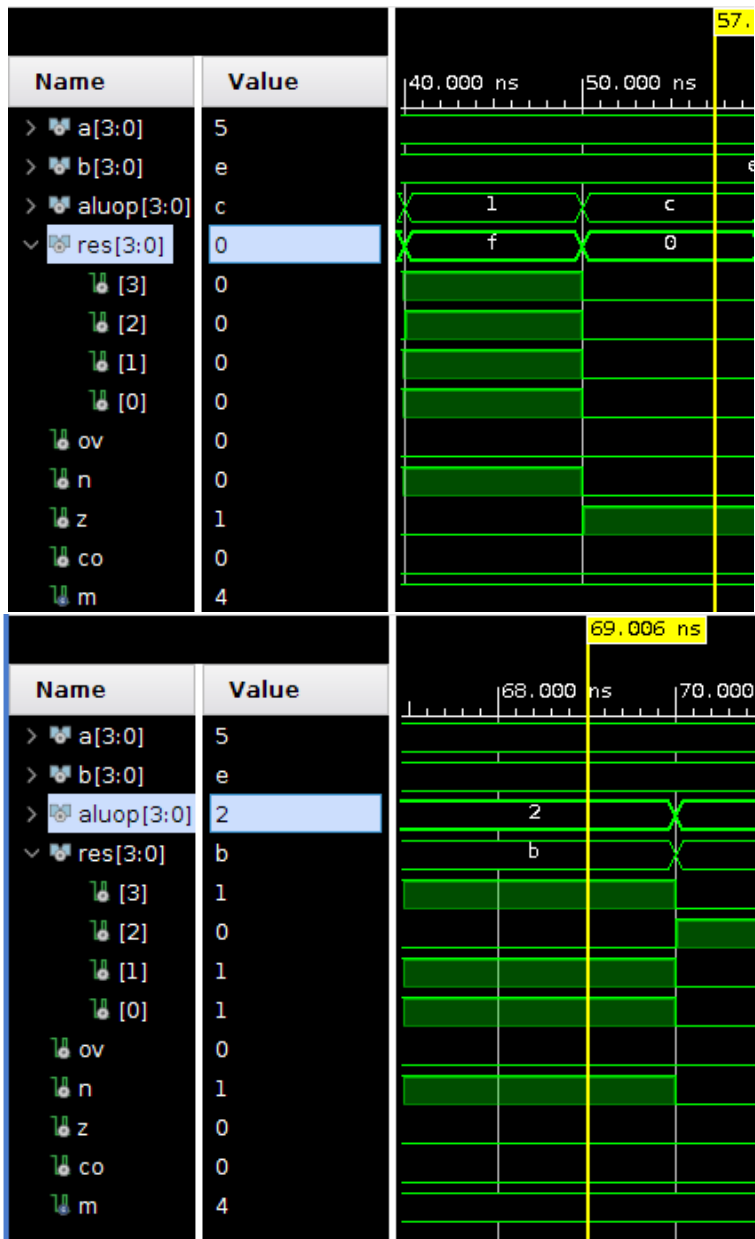 57.
Name Value 40.000 ns 50.000 ns
a[3:0] 5
b[3:0] e e
aluop[3:0] c 1 c
res[3:0] 0 f 0
[3] 0
[2] 0
[1] 0
[0] 0
ov 0
n 0
z 1
co 0
m 4
69.006 ns
Name Value 68.000 ns 70.000
a[3:0] 5
b[3:0] e
aluop[3:0] 2 2
res[3:0] b b
[3] 1
[2] 0
[1] 1
[0] 1
ov 0
n 1
z 0
co 0
m 4